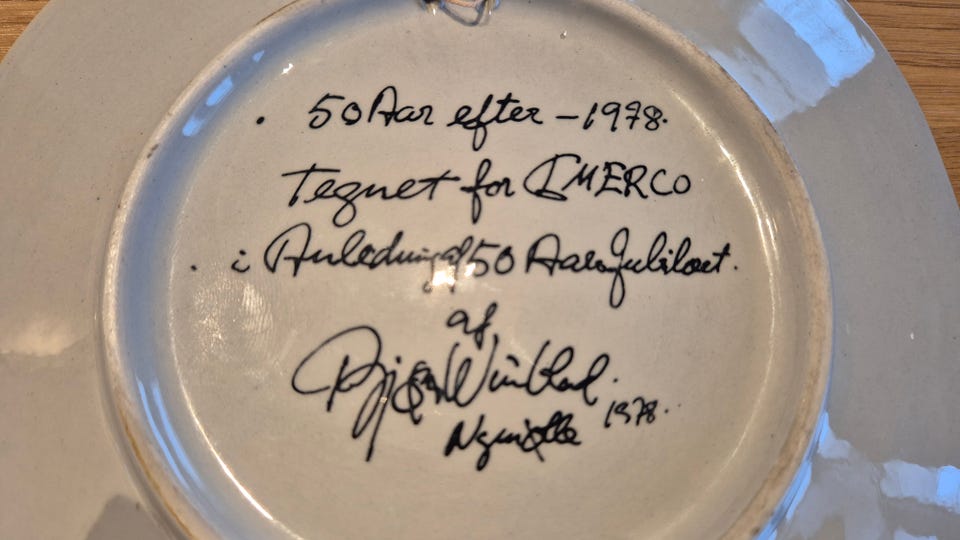 50 Aar efter – 1978.
Tegnet for IMERCO
i Anledning af 50 Aars Jubilæet.
af
Bjørn Wiinblad.
Nymølle 1978.